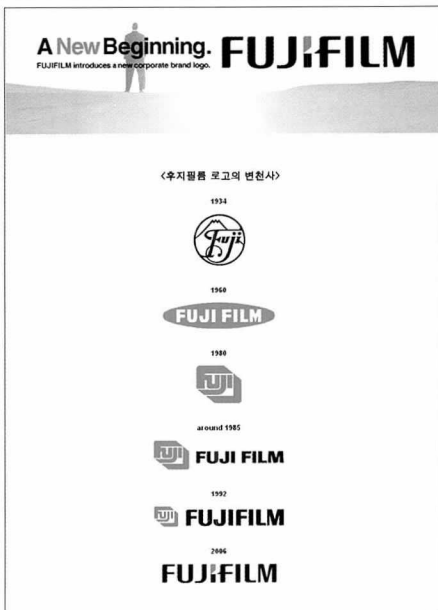 A New Beginning.
FUJIFILM introduces a new corporate brand logo.
FUJIFILM
<후지필름 로고의 변천사>
1934
Fuji
1960
FUJI FILM
1980
FUJI
around 1985
FUJI FUJI FILM
1992
FUJI FUJIFILM
2006
FUJIFILM